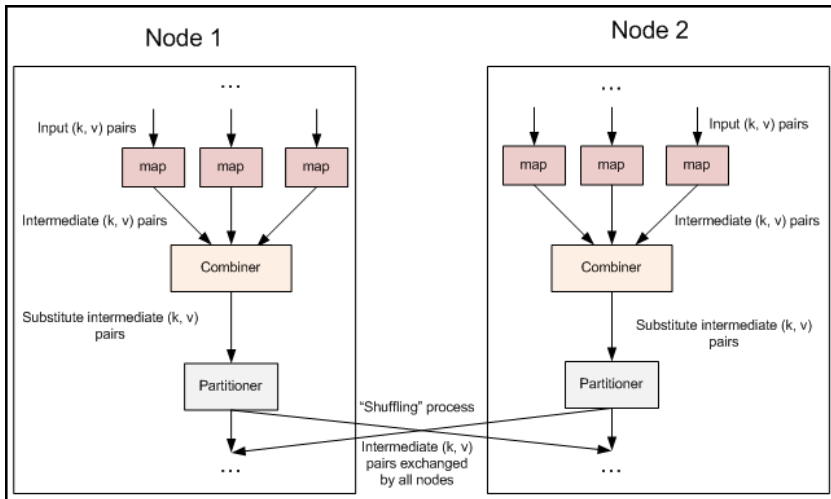 Node 1
Node 2
...
...
Input (k, v) pairs
Input (k, v) pairs
map
map
map
map
map
map
Intermediate (k, v) pairs
Intermediate (k, v) pairs
Combiner
Combiner
Substitute intermediate (k, v)
pairs
Substitute intermediate (k, v)
pairs
Partitioner
Partitioner
“Shuffling” process
Intermediate (k, v)
pairs exchanged
by all nodes
...
...